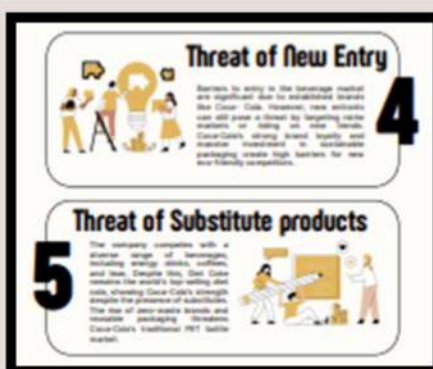 Threat of New Entry
4
Barriers to entry in the beverage market
are significant due to established brands
like Coca- Cola. However, new entrants
can still pose a threat by targeting niche
markets or riding on new trends.
Coca-Cola's strong brand loyalty and
massive investment in sustainable
packaging create high barriers for new
eco-friendly competitors.
Threat of Substitute products
5
The company competes with a
diverse range of beverages,
including energy drinks, coffees,
and teas. Despite this, Diet Coke
remains the world's top-selling diet
cola, showing Coca-Cola's strength
despite the presence of substitutes.
The rise of zero-waste brands and
reusable packaging threatens
Coca-Cola's traditional PET bottle
market.